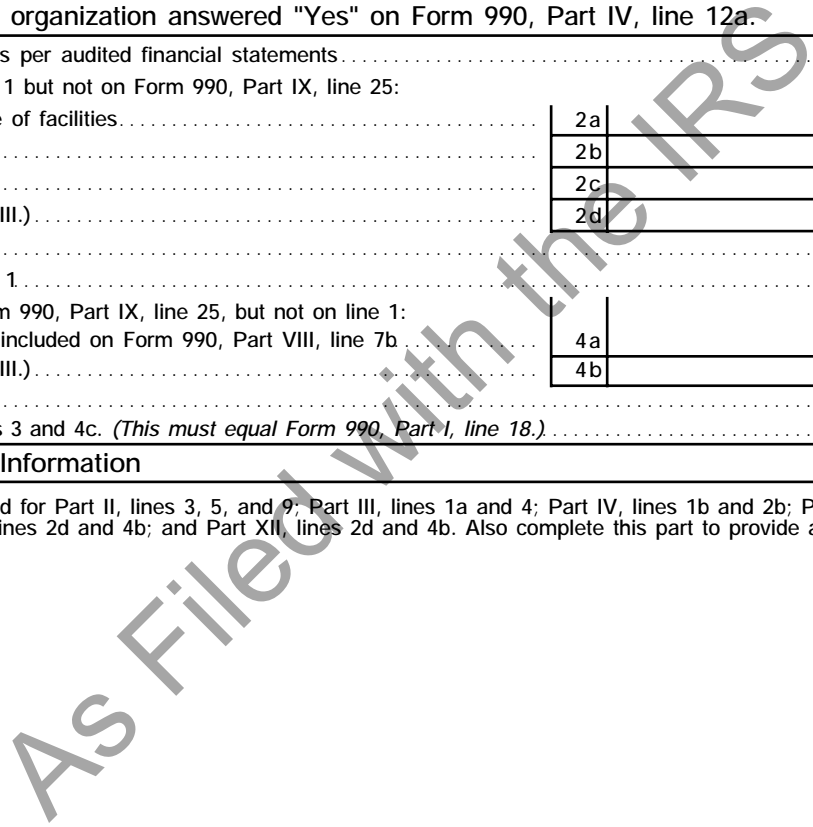 organization answered "Yes" on Form 990, Part IV, line 12a.
s per audited financial statements
1 but not on Form 990, Part IX, line 25:
e of facilities 2a
2b
2c
III.) 2d
1
m 990, Part IX, line 25, but not on line 1:
included on Form 990, Part VIII, line 7b 4a
III.) 4b
s 3 and 4c. (This must equal Form 990, Part I, line 18.)
Information
d for Part II, lines 3, 5, and 9; Part III, lines 1a and 4; Part IV, lines 1b and 2b; P
ines 2d and 4b; and Part XII, lines 2d and 4b. Also complete this part to provide a
As Filed with the IRS